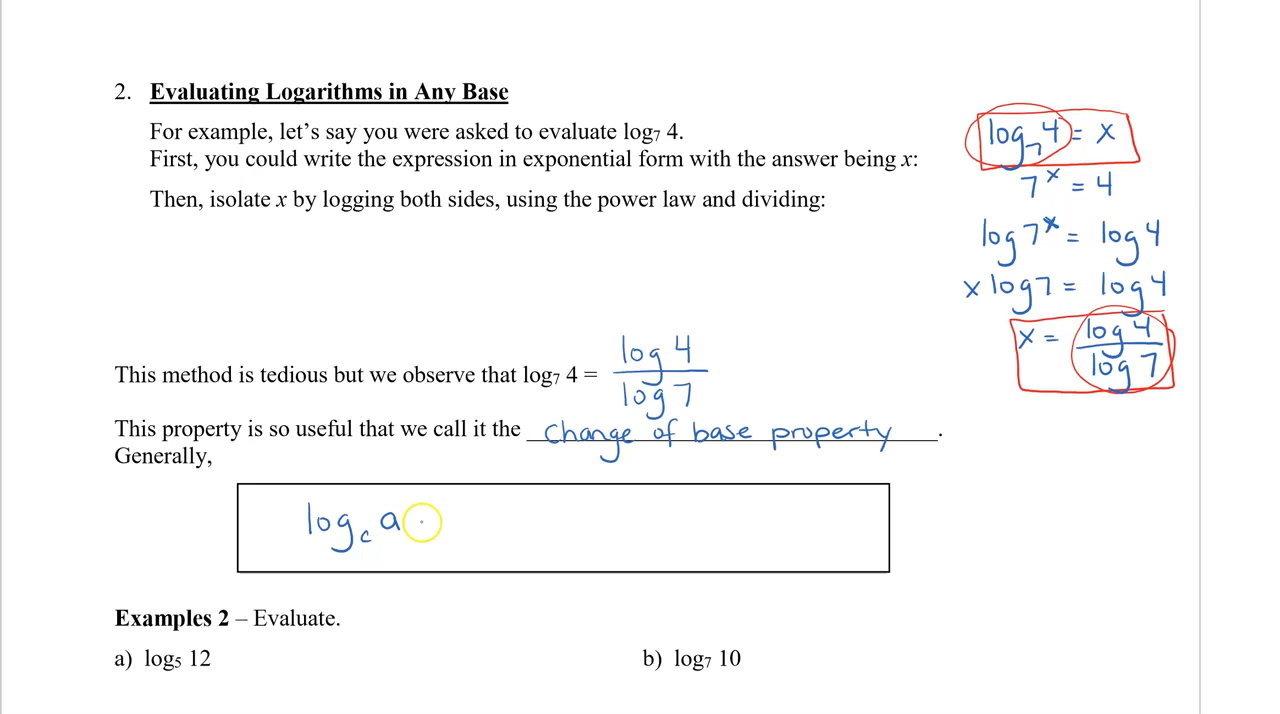 2. Evaluating Logarithms in Any Base
For example, let's say you were asked to evaluate log₇ 4.
First, you could write the expression in exponential form with the answer being x:
Then, isolate x by logging both sides, using the power law and dividing:
log₇ 4 = x
7ˣ = 4
log 7ˣ = log 4
x log 7 = log 4
x = log 4 / log 7
This method is tedious but we observe that log₇ 4 = log 4 / log 7
This property is so useful that we call it the change of base property.
Generally,
log_c a
Examples 2 – Evaluate.
a) log₅ 12
b) log₇ 10